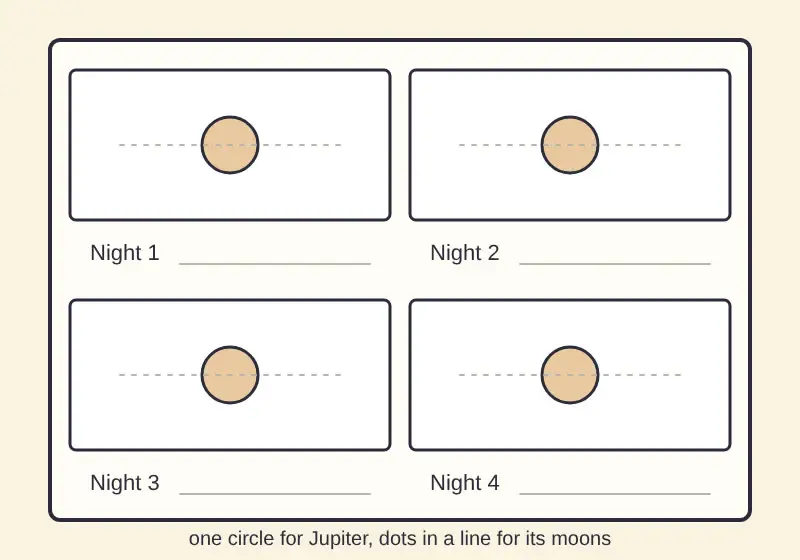 Night 1
Night 2
Night 3
Night 4
one circle for Jupiter, dots in a line for its moons